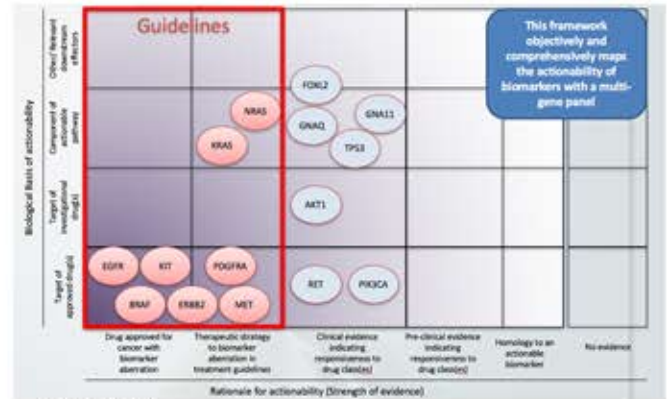 Guidelines
This framework
objectively and
comprehensively maps
the actionability of
biomarkers with a multi-
gene panel
Biological Basis of actionability
Other/Relevant
downstream
effectors
Component of
actionable
pathway
Target of
investigational
drug(s)
Target of
approved drug(s)
FOXL2
NRAS
GNA11
GNAQ
KRAS
TP53
AKT1
EGFR
KIT
PDGFRA
RET
PIK3CA
BRAF
ERBB2
MET
Drug approved for
cancer with
biomarker
aberration
Therapeutic strategy
to biomarker
aberration in
treatment guidelines
Clinical evidence
indicating
responsiveness to
drug class(es)
Pre-clinical evidence
indicating
responsiveness to
drug class(es)
Homology to an
actionable
biomarker
No evidence
Rationale for actionability (Strength of evidence)